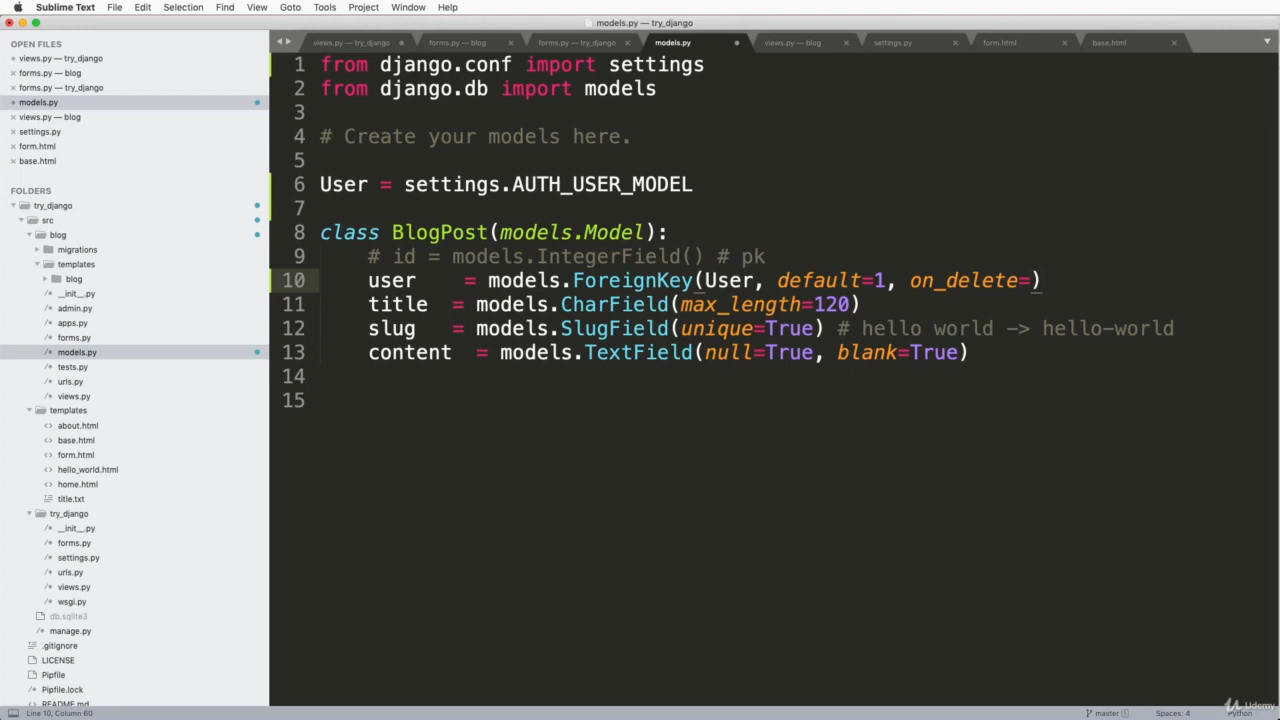 Sublime Text File Edit Selection Find View Goto Tools Project Window Help
models.py — try_django
OPEN FILES
views.py — try_django
forms.py — blog
forms.py — try_django
models.py
views.py — blog
settings.py
form.html
base.html
FOLDERS
try_django
src
blog
migrations
templates
blog
__init__.py
admin.py
apps.py
forms.py
models.py
tests.py
urls.py
views.py
templates
about.html
base.html
form.html
hello_world.html
home.html
title.txt
try_django
__init__.py
forms.py
settings.py
urls.py
views.py
wsgi.py
db.sqlite3
manage.py
.gitignore
LICENSE
Pipfile
Pipfile.lock
README.md
views.py — try_django forms.py — blog forms.py — try_django models.py views.py — blog settings.py form.html base.html
1 from django.conf import settings
2 from django.db import models
3
4 # Create your models here.
5
6 User = settings.AUTH_USER_MODEL
7
8 class BlogPost(models.Model):
9 # id = models.IntegerField() # pk
10 user = models.ForeignKey(User, default=1, on_delete=)
11 title = models.CharField(max_length=120)
12 slug = models.SlugField(unique=True) # hello world -> hello-world
13 content = models.TextField(null=True, blank=True)
14
15
Udemy
Line 10, Column 60 master 1 Spaces: 4 Python